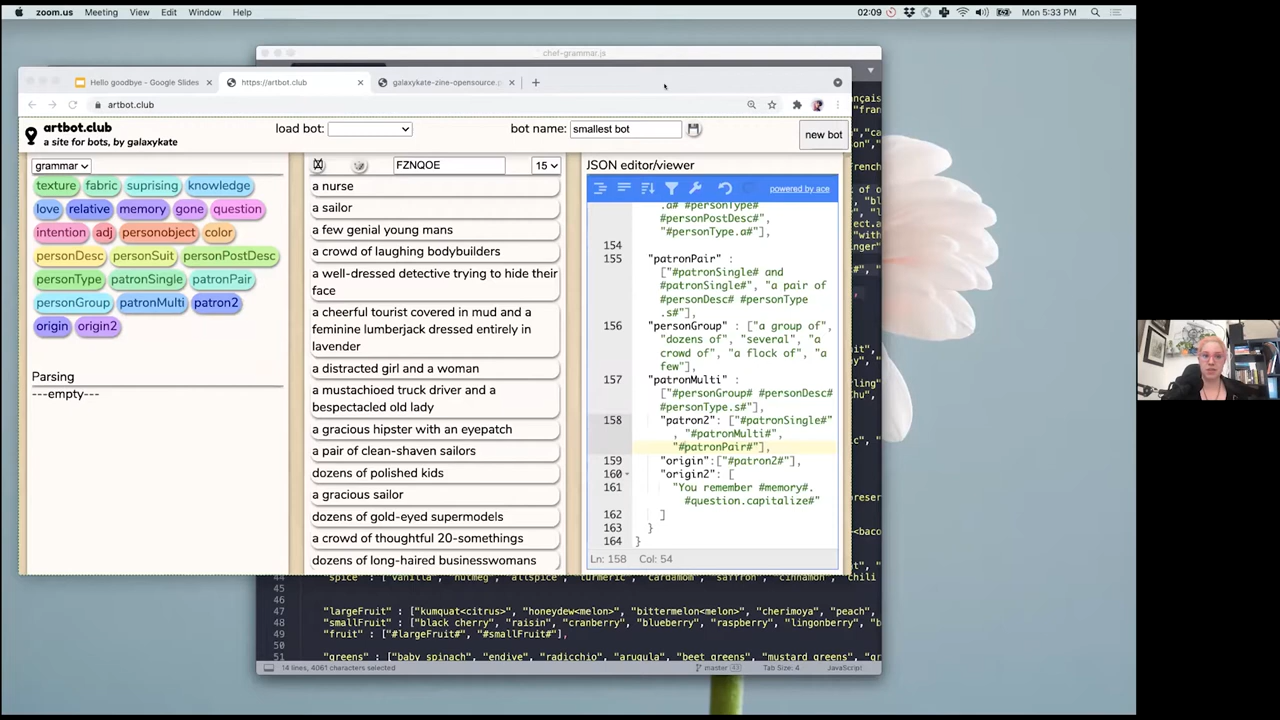 zoom.us Meeting View Edit Window Help 02:09 Mon 5:33 PM
chef-grammar.js
Hello goodbye - Google Slides https://artbot.club galaxykate-zine-opensource.
artbot.club
artbot.club
a site for bots, by galaxykate
load bot: bot name: smallest bot new bot
grammar
texture fabric suprising knowledge
love relative memory gone question
intention adj personobject color
personDesc personSuit personPostDesc
personType patronSingle patronPair
personGroup patronMulti patron2
origin origin2
Parsing
---empty---
FZNQOE 15
a nurse
a sailor
a few genial young mans
a crowd of laughing bodybuilders
a well-dressed detective trying to hide their
face
a cheerful tourist covered in mud and a
feminine lumberjack dressed entirely in
lavender
a distracted girl and a woman
a mustachioed truck driver and a
bespectacled old lady
a gracious hipster with an eyepatch
a pair of clean-shaven sailors
dozens of polished kids
a gracious sailor
dozens of gold-eyed supermodels
a crowd of thoughtful 20-somethings
dozens of long-haired businesswomans
JSON editor/viewer
powered by ace
.a# #personType#
#personPostDesc#",
"#personType.a#"],
154
155 "patronPair" :
["#patronSingle# and
#patronSingle#", "a pair of
#personDesc# #personType
.s#"],
156 "personGroup" : ["a group of",
"dozens of", "several", "a
crowd of", "a flock of", "a
few"],
157 "patronMulti" :
["#personGroup# #personDesc#
#personType.s#"],
158 "patron2": ["#patronSingle#"
, "#patronMulti#",
"#patronPair#"],
159 "origin":["#patron2#"],
160 "origin2": [
161 "You remember #memory#.
#question.capitalize#"
162 ]
163 }
164 }
Ln: 158 Col: 54
44 "spice" : ["vanilla", "nutmeg", "allspice", "turmeric", "cardamom", "saffron", "cinnamon", "chili
45
46
47 "largeFruit" : ["kumquat<citrus>", "honeydew<melon>", "bittermelon<melon>", "cherimoya", "peach",
48 "smallFruit" : ["black cherry", "raisin", "cranberry", "blueberry", "raspberry", "lingonberry",
49 "fruit" : ["#largeFruit#", "#smallFruit#"],
50
51 "greens" : ["baby spinach", "endive", "radicchio", "arugula", "beet greens", "mustard greens",
14 lines, 4061 characters selected master Tab Size: 4 JavaScript